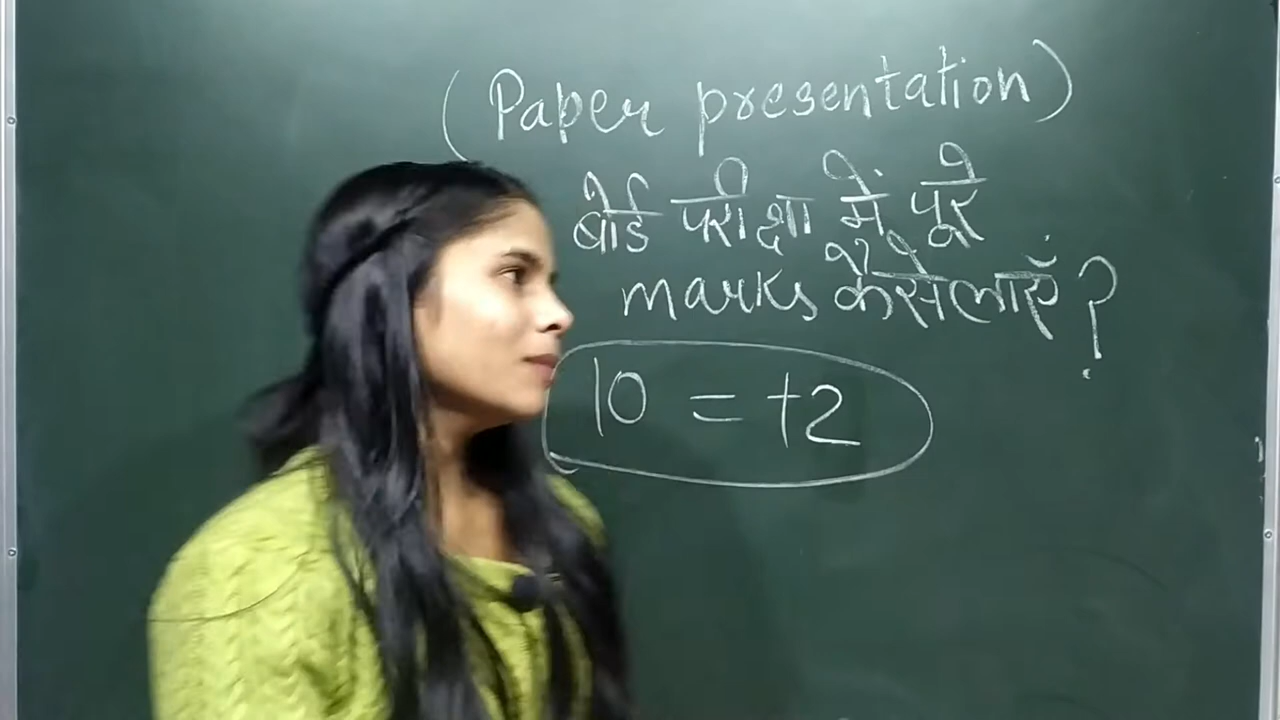 (Paper presentation)
बोर्ड परीक्षा में पूरे
marks कैसे लाएँ ?
10 = +2